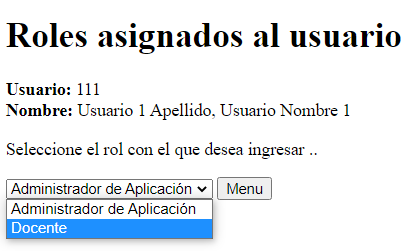 Roles asignados al usuario
Usuario: 111
Nombre: Usuario 1 Apellido, Usuario Nombre 1
Seleccione el rol con el que desea ingresar ..
Administrador de Aplicación Menu
Administrador de Aplicación
Docente